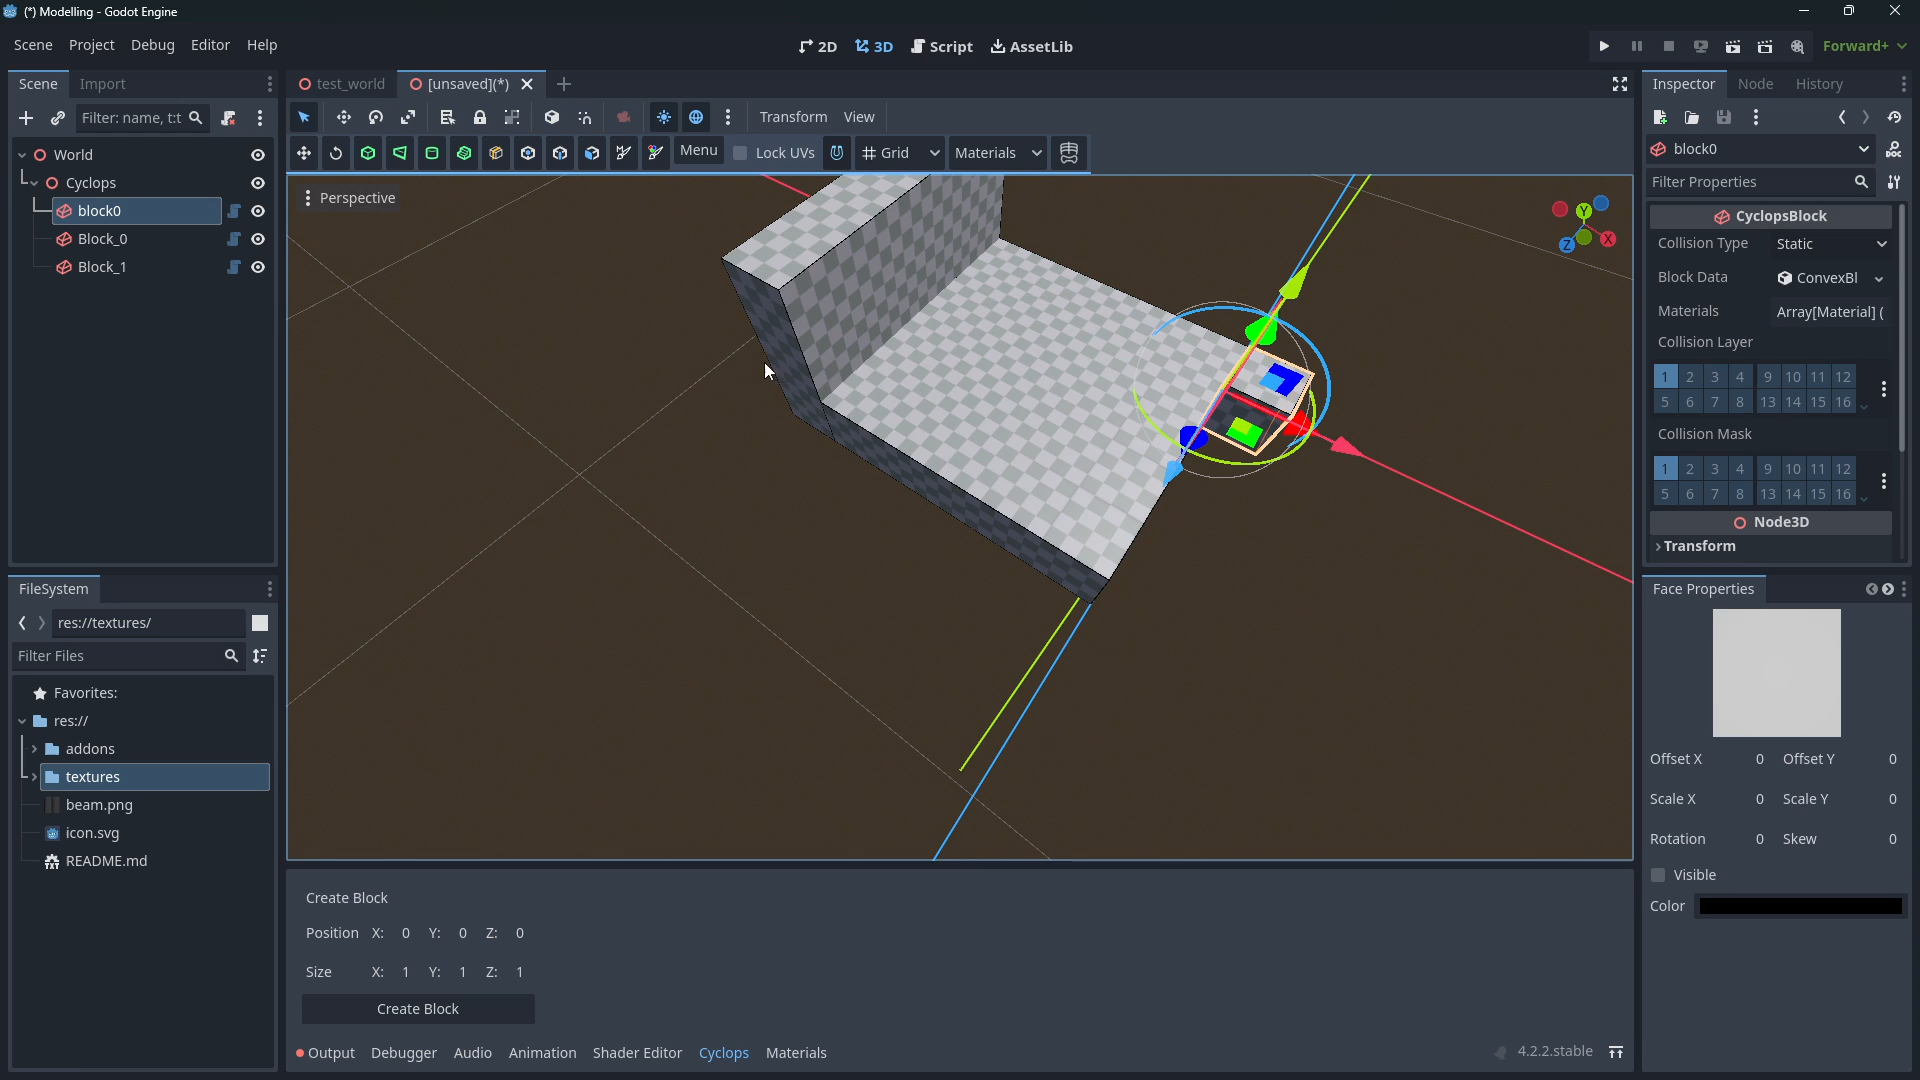 (*) Modelling - Godot Engine
Scene Project Debug Editor Help
2D 3D Script AssetLib
Forward+
Scene Import
test_world [unsaved](*)
Inspector Node History
Filter: name, t:t
Transform View
Menu Lock UVs Grid Materials
block0
World
Cyclops
block0
Block_0
Block_1
Perspective
Y
X
Z
Filter Properties
CyclopsBlock
Collision Type Static
Block Data ConvexBl
Materials Array[Material] (
Collision Layer
1 2 3 4 9 10 11 12
5 6 7 8 13 14 15 16
Collision Mask
1 2 3 4 9 10 11 12
5 6 7 8 13 14 15 16
Node3D
Transform
FileSystem
res://textures/
Filter Files
Favorites:
res://
addons
textures
beam.png
icon.svg
README.md
Face Properties
Offset X 0 Offset Y 0
Scale X 0 Scale Y 0
Rotation 0 Skew 0
Visible
Color
Create Block
Position X: 0 Y: 0 Z: 0
Size X: 1 Y: 1 Z: 1
Create Block
Output Debugger Audio Animation Shader Editor Cyclops Materials
4.2.2.stable